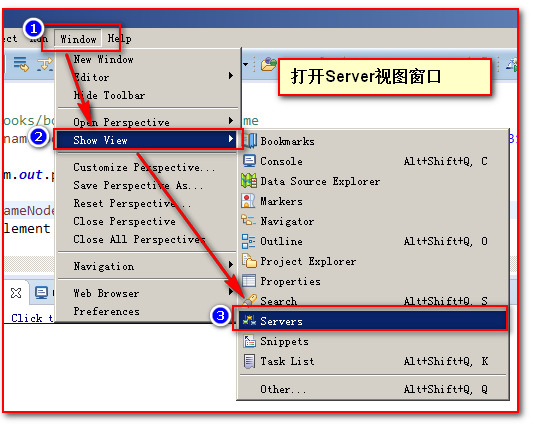 Window Help
New Window
Editor
Hide Toolbar
打开Server视图窗口
Open Perspective
Show View
Customize Perspective...
Save Perspective As...
Reset Perspective...
Close Perspective
Close All Perspectives
Navigation
Web Browser
Preferences
Bookmarks
Console Alt+Shift+Q, C
Data Source Explorer
Markers
Navigator
Outline Alt+Shift+Q, O
Project Explorer
Properties
Search Alt+Shift+Q, S
Servers
Snippets
Task List Alt+Shift+Q, K
Other... Alt+Shift+Q, Q
1
2
3
ooks/bo
me
nam
m.out.p
ameNode
lement
Click t